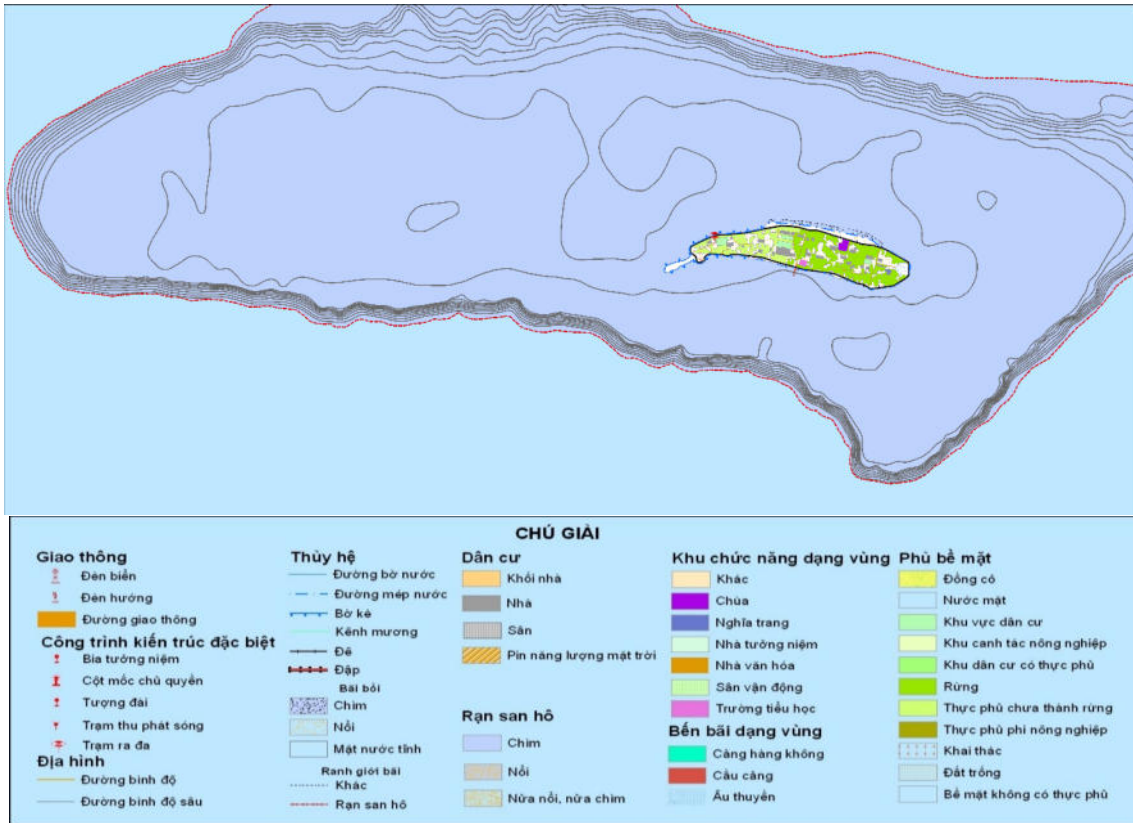 CHÚ GIẢI
Giao thông
Đèn biển
Đèn hướng
Đường giao thông
Công trình kiến trúc đặc biệt
Bia tưởng niệm
Cột mốc chủ quyền
Tượng đài
Trạm thu phát sóng
Trạm ra đa
Địa hình
Đường bình độ
Đường bình độ sâu
Thủy hệ
Đường bờ nước
Đường mép nước
Bờ kè
Kênh mương
Đê
Đập
Bãi bồi
Chìm
Nổi
Mặt nước tĩnh
Ranh giới bãi
Khác
Rạn san hô
Dân cư
Khối nhà
Nhà
Sân
Pin năng lượng mặt trời
Rạn san hô
Chìm
Nổi
Nửa nổi, nửa chìm
Khu chức năng dạng vùng
Khác
Chùa
Nghĩa trang
Nhà tưởng niệm
Nhà văn hóa
Sân vận động
Trường tiểu học
Bến bãi dạng vùng
Cảng hàng không
Cầu cảng
Âu thuyền
Phủ bề mặt
Đồng cỏ
Nước mặt
Khu vực dân cư
Khu canh tác nông nghiệp
Khu dân cư có thực phủ
Rừng
Thực phủ chưa thành rừng
Thực phủ phi nông nghiệp
Khai thác
Đất trống
Bề mặt không có thực phủ